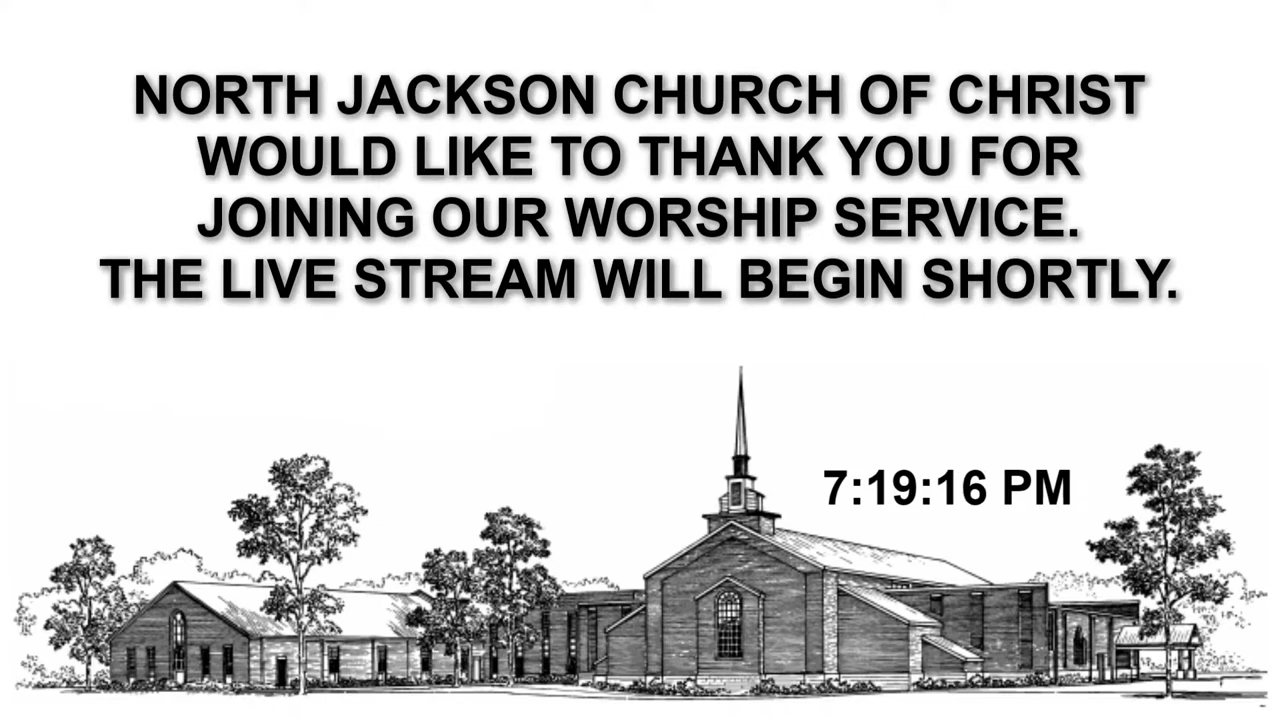 NORTH JACKSON CHURCH OF CHRIST
WOULD LIKE TO THANK YOU FOR
JOINING OUR WORSHIP SERVICE.
THE LIVE STREAM WILL BEGIN SHORTLY.
7:19:16 PM